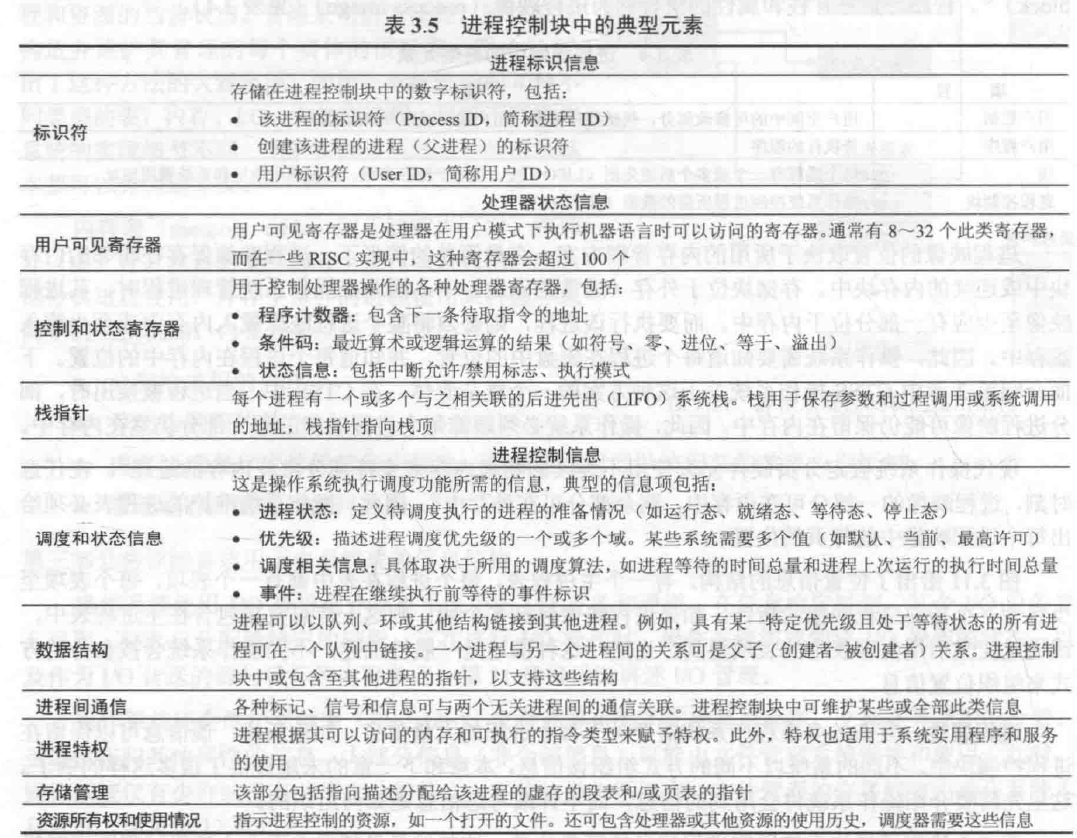 表 3.5 进程控制块中的典型元素
进程标识信息
标识符
存储在进程控制块中的数字标识符，包括：
• 该进程的标识符（Process ID，简称进程 ID）
• 创建该进程的进程（父进程）的标识符
• 用户标识符（User ID，简称用户 ID）
处理器状态信息
用户可见寄存器
用户可见寄存器是处理器在用户模式下执行机器语言时可以访问的寄存器。通常有 8～32 个此类寄存器，
而在一些 RISC 实现中，这种寄存器会超过 100 个
控制和状态寄存器
用于控制处理器操作的各种处理器寄存器，包括：
• 程序计数器：包含下一条待取指令的地址
• 条件码：最近算术或逻辑运算的结果（如符号、零、进位、等于、溢出）
• 状态信息：包括中断允许/禁用标志、执行模式
栈指针
每个进程有一个或多个与之相关联的后进先出（LIFO）系统栈。栈用于保存参数和过程调用或系统调用
的地址，栈指针指向栈顶
进程控制信息
调度和状态信息
这是操作系统执行调度功能所需的信息，典型的信息项包括：
• 进程状态：定义待调度执行的进程的准备情况（如运行态、就绪态、等待态、停止态）
• 优先级：描述进程调度优先级的一个或多个域。某些系统需要多个值（如默认、当前、最高许可）
• 调度相关信息：具体取决于所用的调度算法，如进程等待的时间总量和进程上次运行的执行时间总量
• 事件：进程在继续执行前等待的事件标识
数据结构
进程可以以队列、环或其他结构链接到其他进程。例如，具有某一特定优先级且处于等待状态的所有进
程可在一个队列中链接。一个进程与另一个进程间的关系可是父子（创建者-被创建者）关系。进程控制
块中或包含至其他进程的指针，以支持这些结构
进程间通信
各种标记、信号和信息可与两个无关进程间的通信关联。进程控制块中可维护某些或全部此类信息
进程特权
进程根据其可以访问的内存和可执行的指令类型来赋予特权。此外，特权也适用于系统实用程序和服务
的使用
存储管理
该部分包括指向描述分配给该进程的虚存的段表和/或页表的指针
资源所有权和使用情况
指示进程控制的资源，如一个打开的文件。还可包含处理器或其他资源的使用历史，调度器需要这些信息